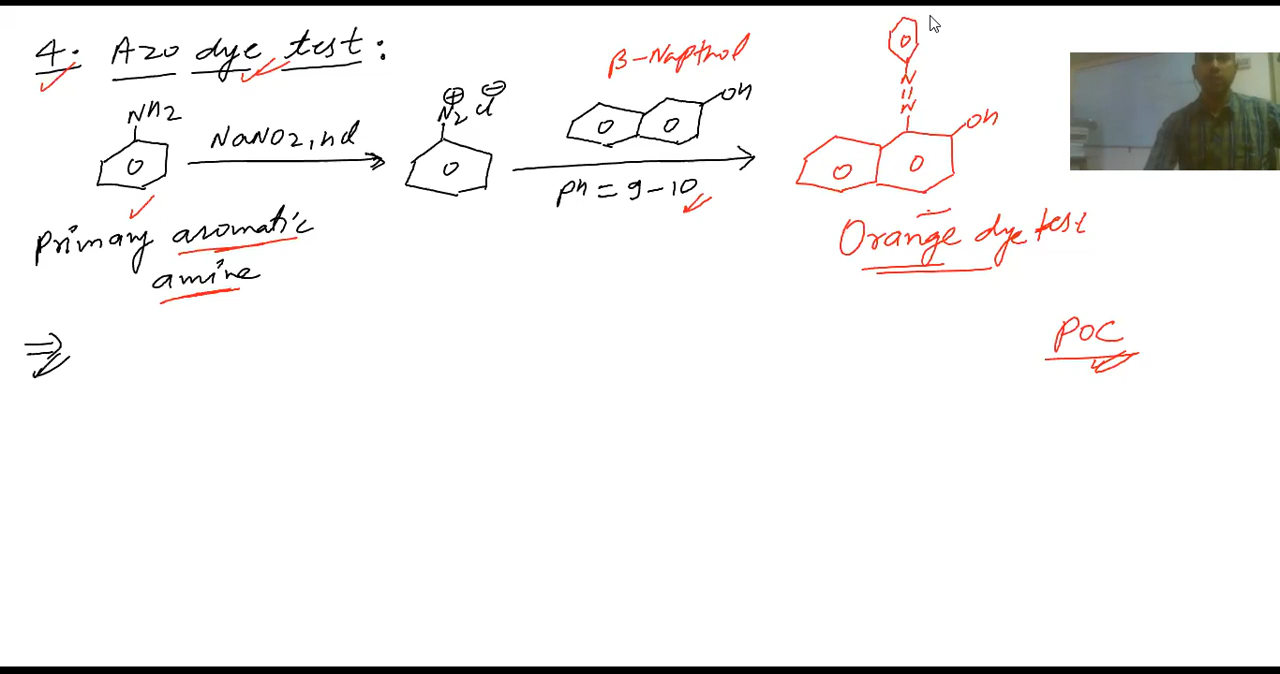 4. Azo dye test:
NH2
NaNO2, HCl
N2 Cl
β-Napthol
OH
pH = 9-10
N
N
OH
Primary aromatic
amine
Orange dye test
POC